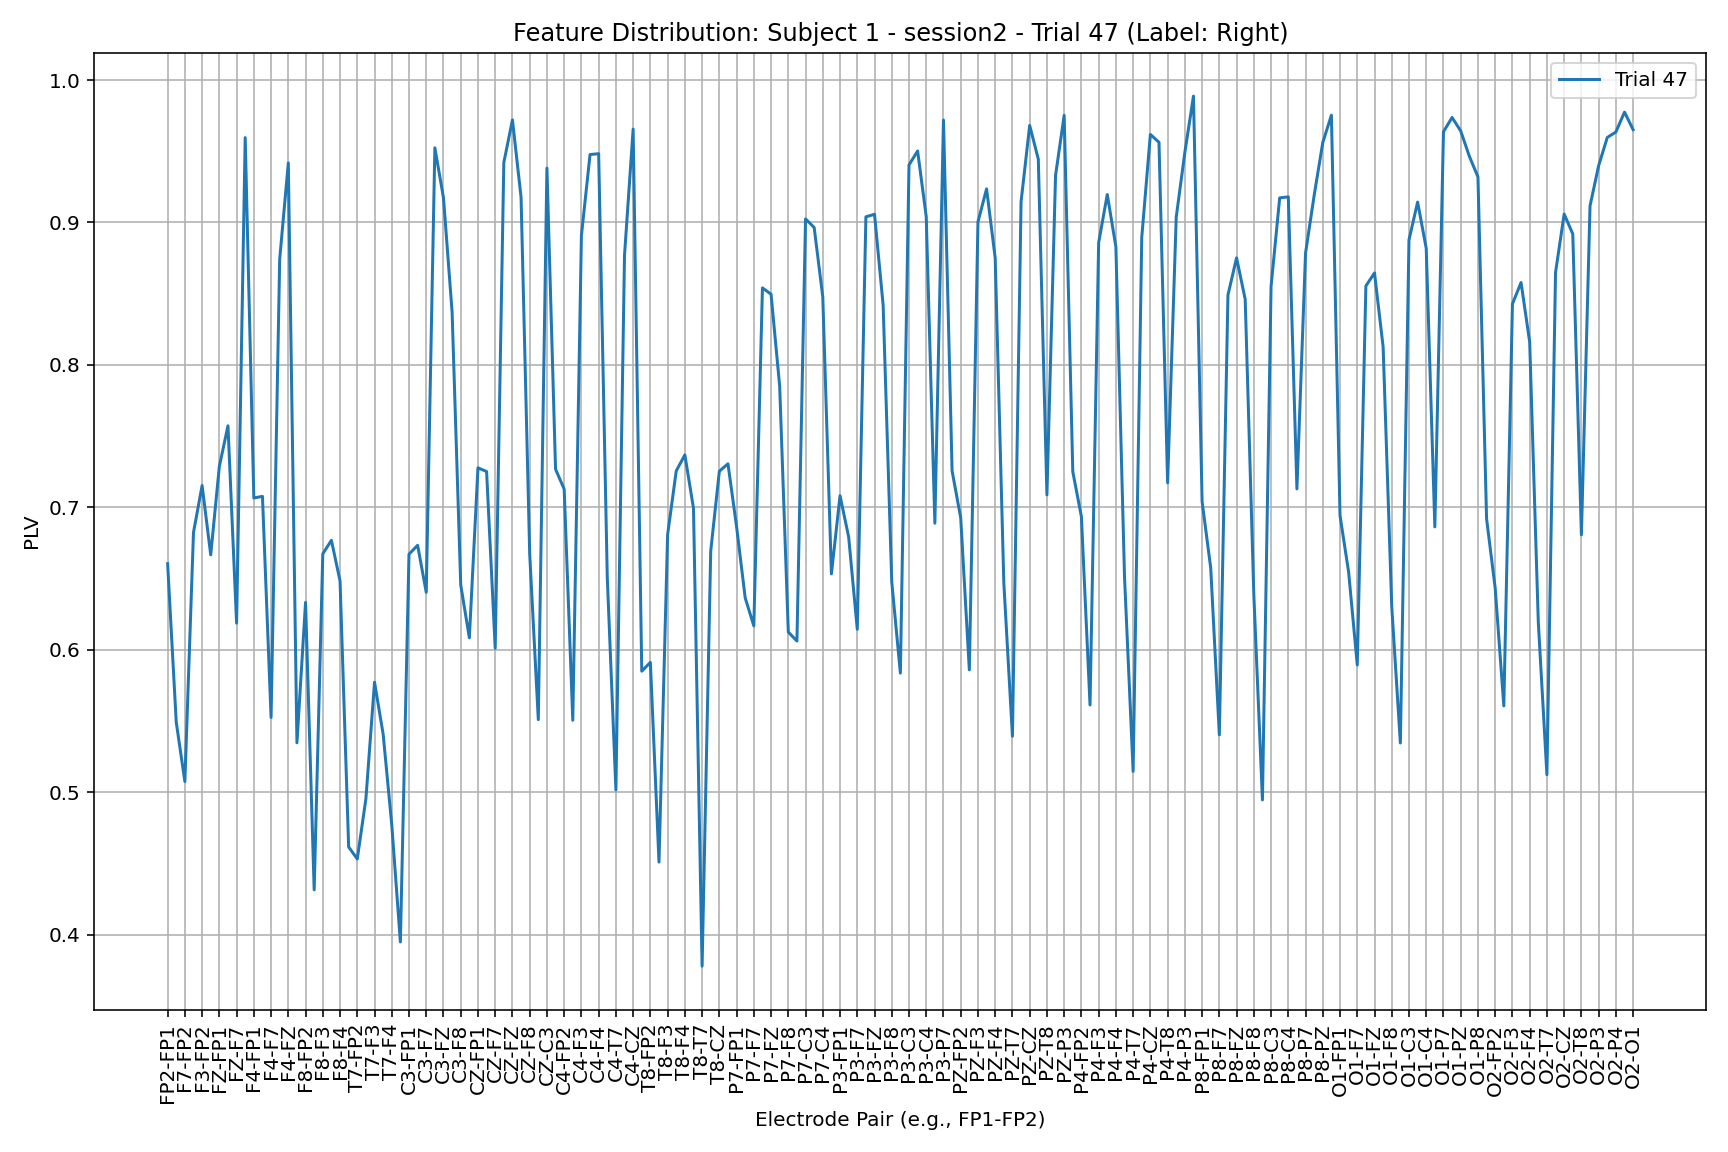 Feature Distribution: Subject 1 - session2 - Trial 47 (Label: Right)
Trial 47
1.0
0.9
0.8
0.7
0.6
0.5
0.4
PLV
FP2-FP1
F7-FP2
F3-FP2
FZ-FP1
FZ-F7
F4-FP1
F4-F7
F4-FZ
F8-FP2
F8-F3
F8-F4
T7-FP2
T7-F3
T7-F4
C3-FP1
C3-F7
C3-FZ
C3-F8
CZ-FP1
CZ-F7
CZ-FZ
CZ-F8
CZ-C3
C4-FP2
C4-F3
C4-F4
C4-T7
C4-CZ
T8-FP2
T8-F3
T8-F4
T8-T7
T8-CZ
P7-FP1
P7-F7
P7-FZ
P7-F8
P7-C3
P7-C4
P3-FP1
P3-F7
P3-FZ
P3-F8
P3-C3
P3-C4
P3-P7
PZ-FP2
PZ-F3
PZ-F4
PZ-T7
PZ-CZ
PZ-T8
PZ-P3
P4-FP2
P4-F3
P4-F4
P4-T7
P4-CZ
P4-T8
P4-P3
P8-FP1
P8-F7
P8-FZ
P8-F8
P8-C3
P8-C4
P8-P7
P8-PZ
O1-FP1
O1-F7
O1-FZ
O1-F8
O1-C3
O1-C4
O1-P7
O1-PZ
O1-P8
O2-FP2
O2-F3
O2-F4
O2-T7
O2-CZ
O2-T8
O2-P3
O2-P4
O2-O1
Electrode Pair (e.g., FP1-FP2)